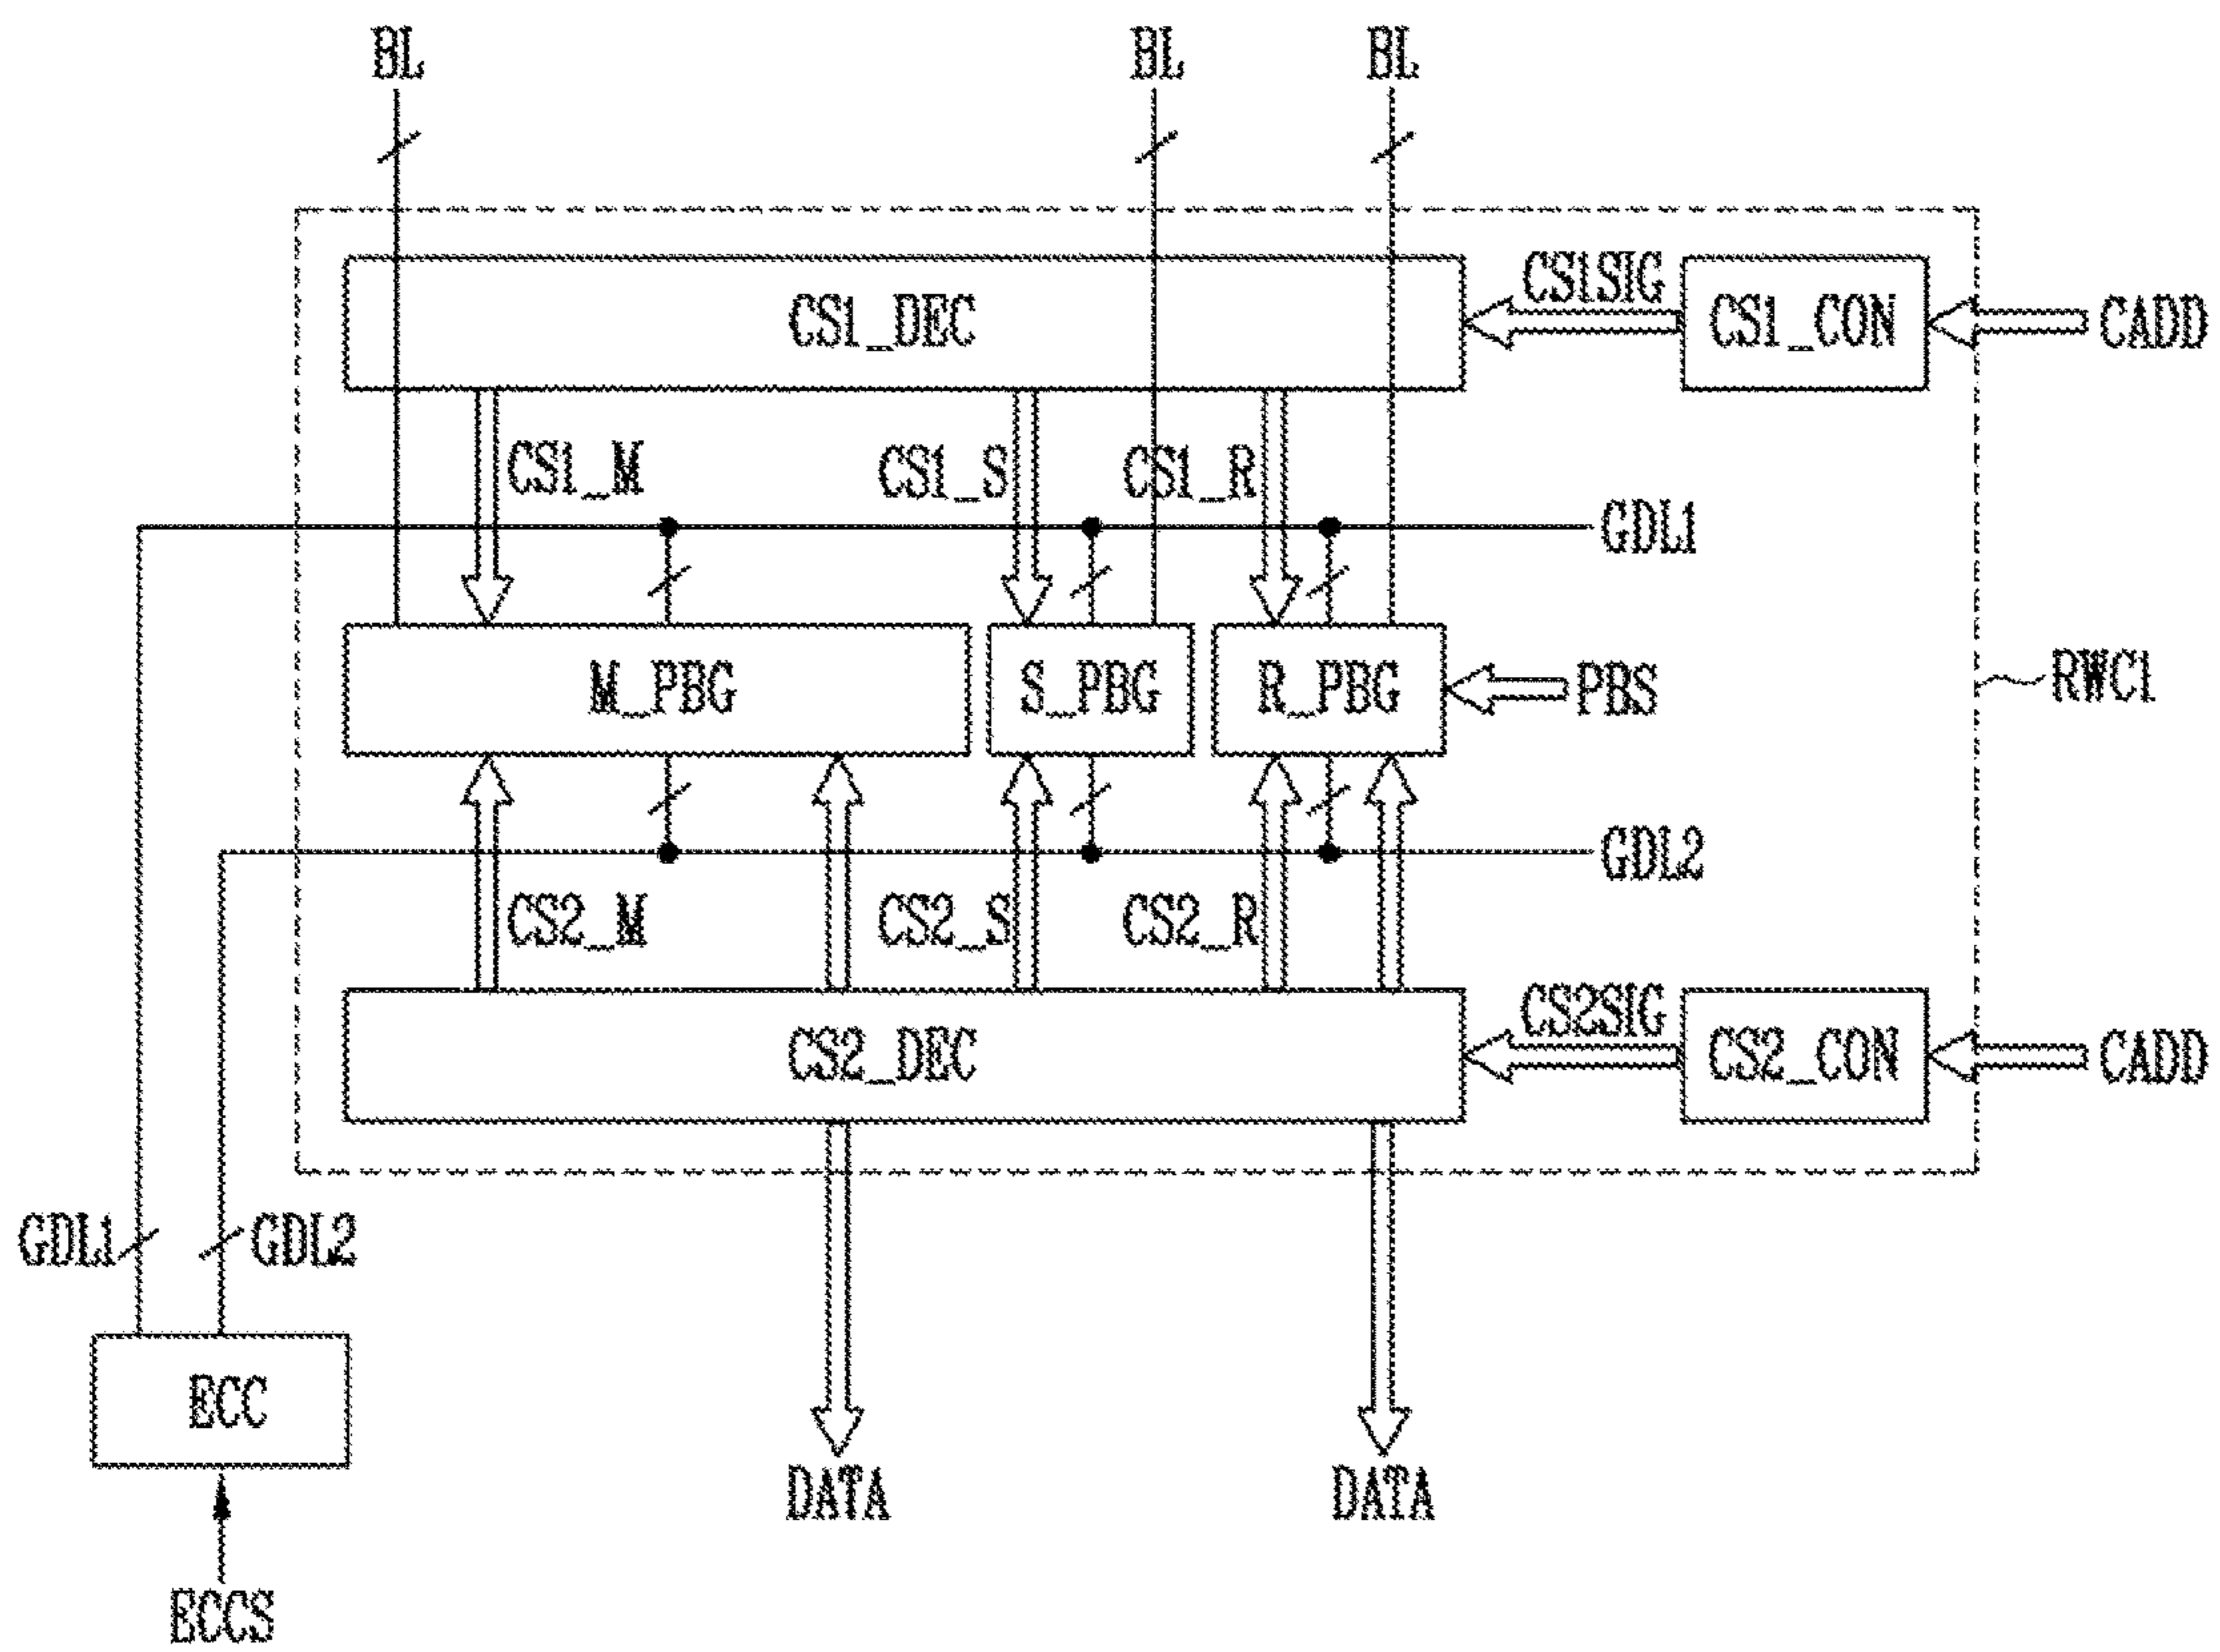 BL
BL
BL
CS1_DEC
CS1SIG
CS1_CON
CADD
CS1_M
CS1_S
CS1_R
GDL1
M_PBG
S_PBG
R_PBG
PBS
RWC1
GDL2
CS2_M
CS2_S
CS2_R
CS2_DEC
CS2SIG
CS2_CON
CADD
GDL1
GDL2
ECC
DATA
DATA
ECCS